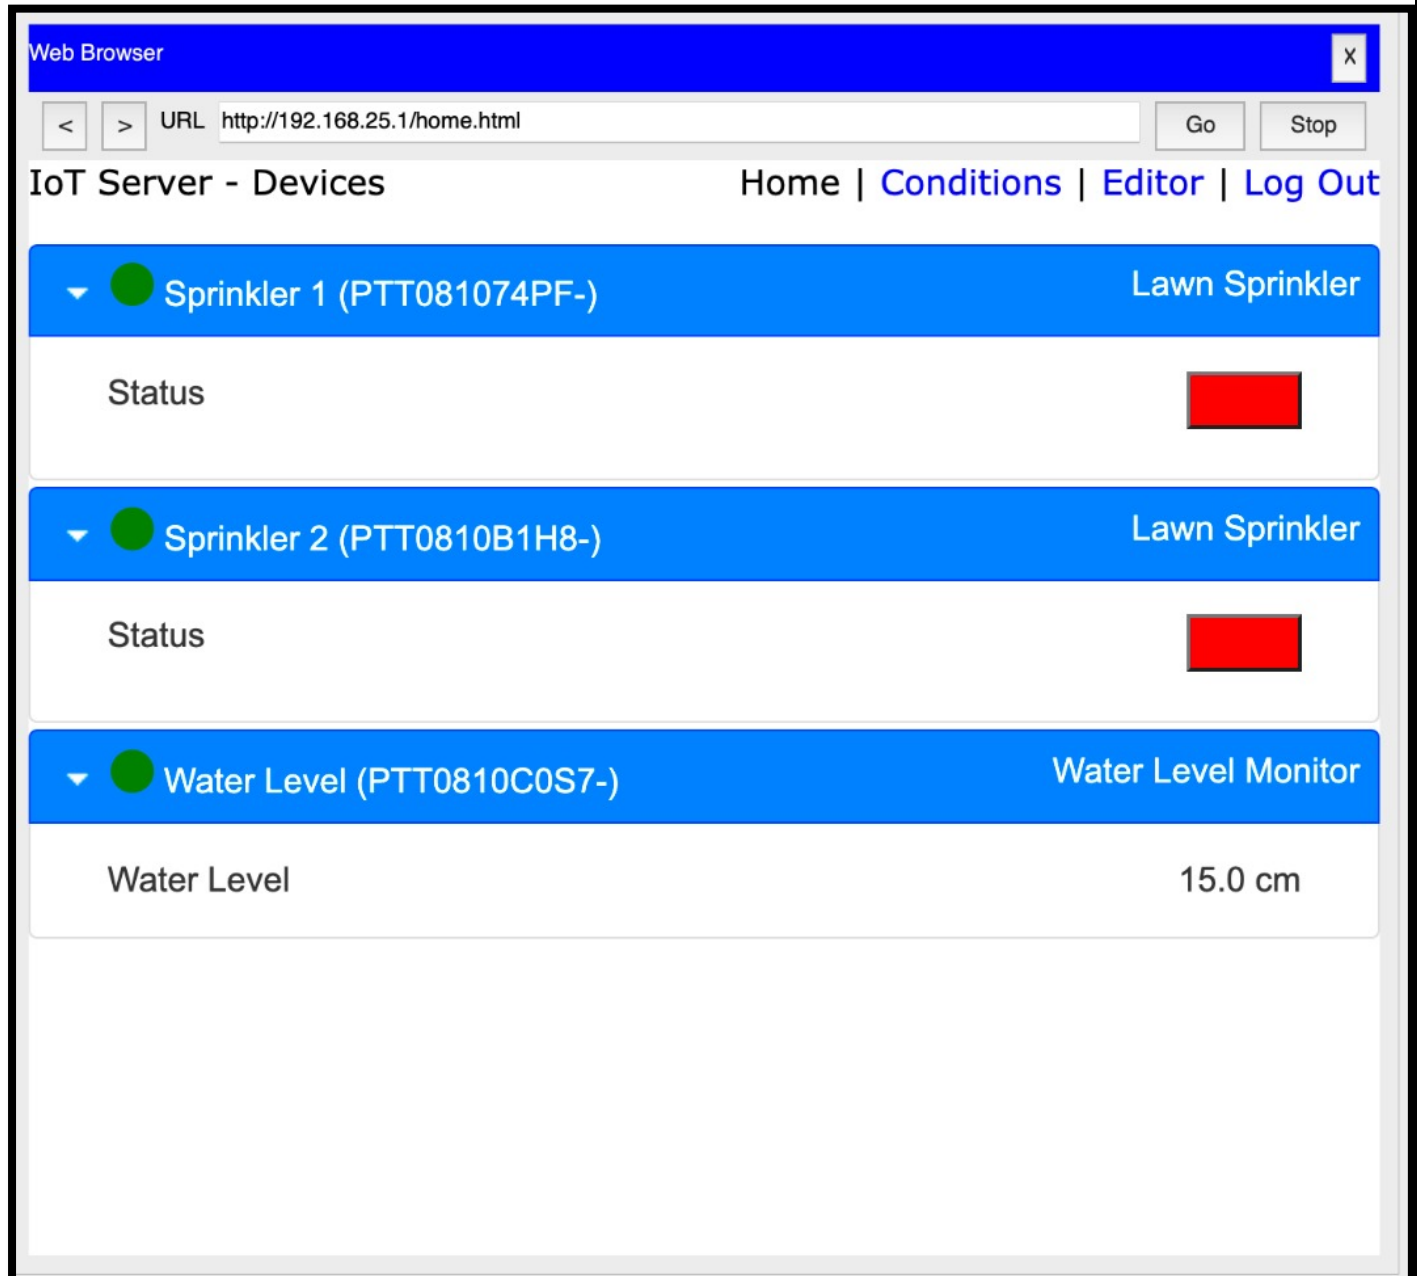 Web Browser X
< > URL http://192.168.25.1/home.html Go Stop
IoT Server - Devices Home | Conditions | Editor | Log Out
Sprinkler 1 (PTT081074PF-) Lawn Sprinkler
Status
Sprinkler 2 (PTT0810B1H8-) Lawn Sprinkler
Status
Water Level (PTT0810C0S7-) Water Level Monitor
Water Level 15.0 cm